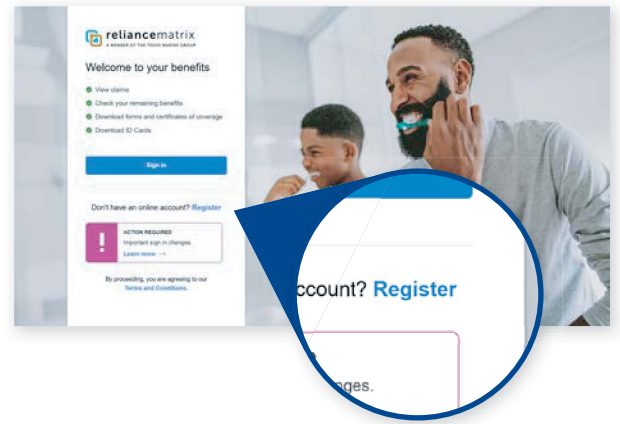 reliancematrix
A MEMBER OF THE TOKIO MARINE GROUP
Welcome to your benefits
View claims
Check your remaining benefits
Download forms and certificates of coverage
Download ID Cards
Sign in
Don't have an online account? Register
!
ACTION REQUIRED
Important sign in changes.
Learn more →
By proceeding, you are agreeing to our
Terms and Conditions.
ccount? Register
nges.